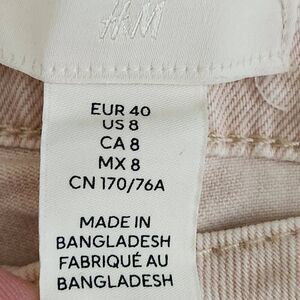 H&M
EUR 40
US 8
CA 8
MX 8
CN 170/76A
MADE IN
BANGLADESH
FABRIQUÉ AU
BANGLADESH